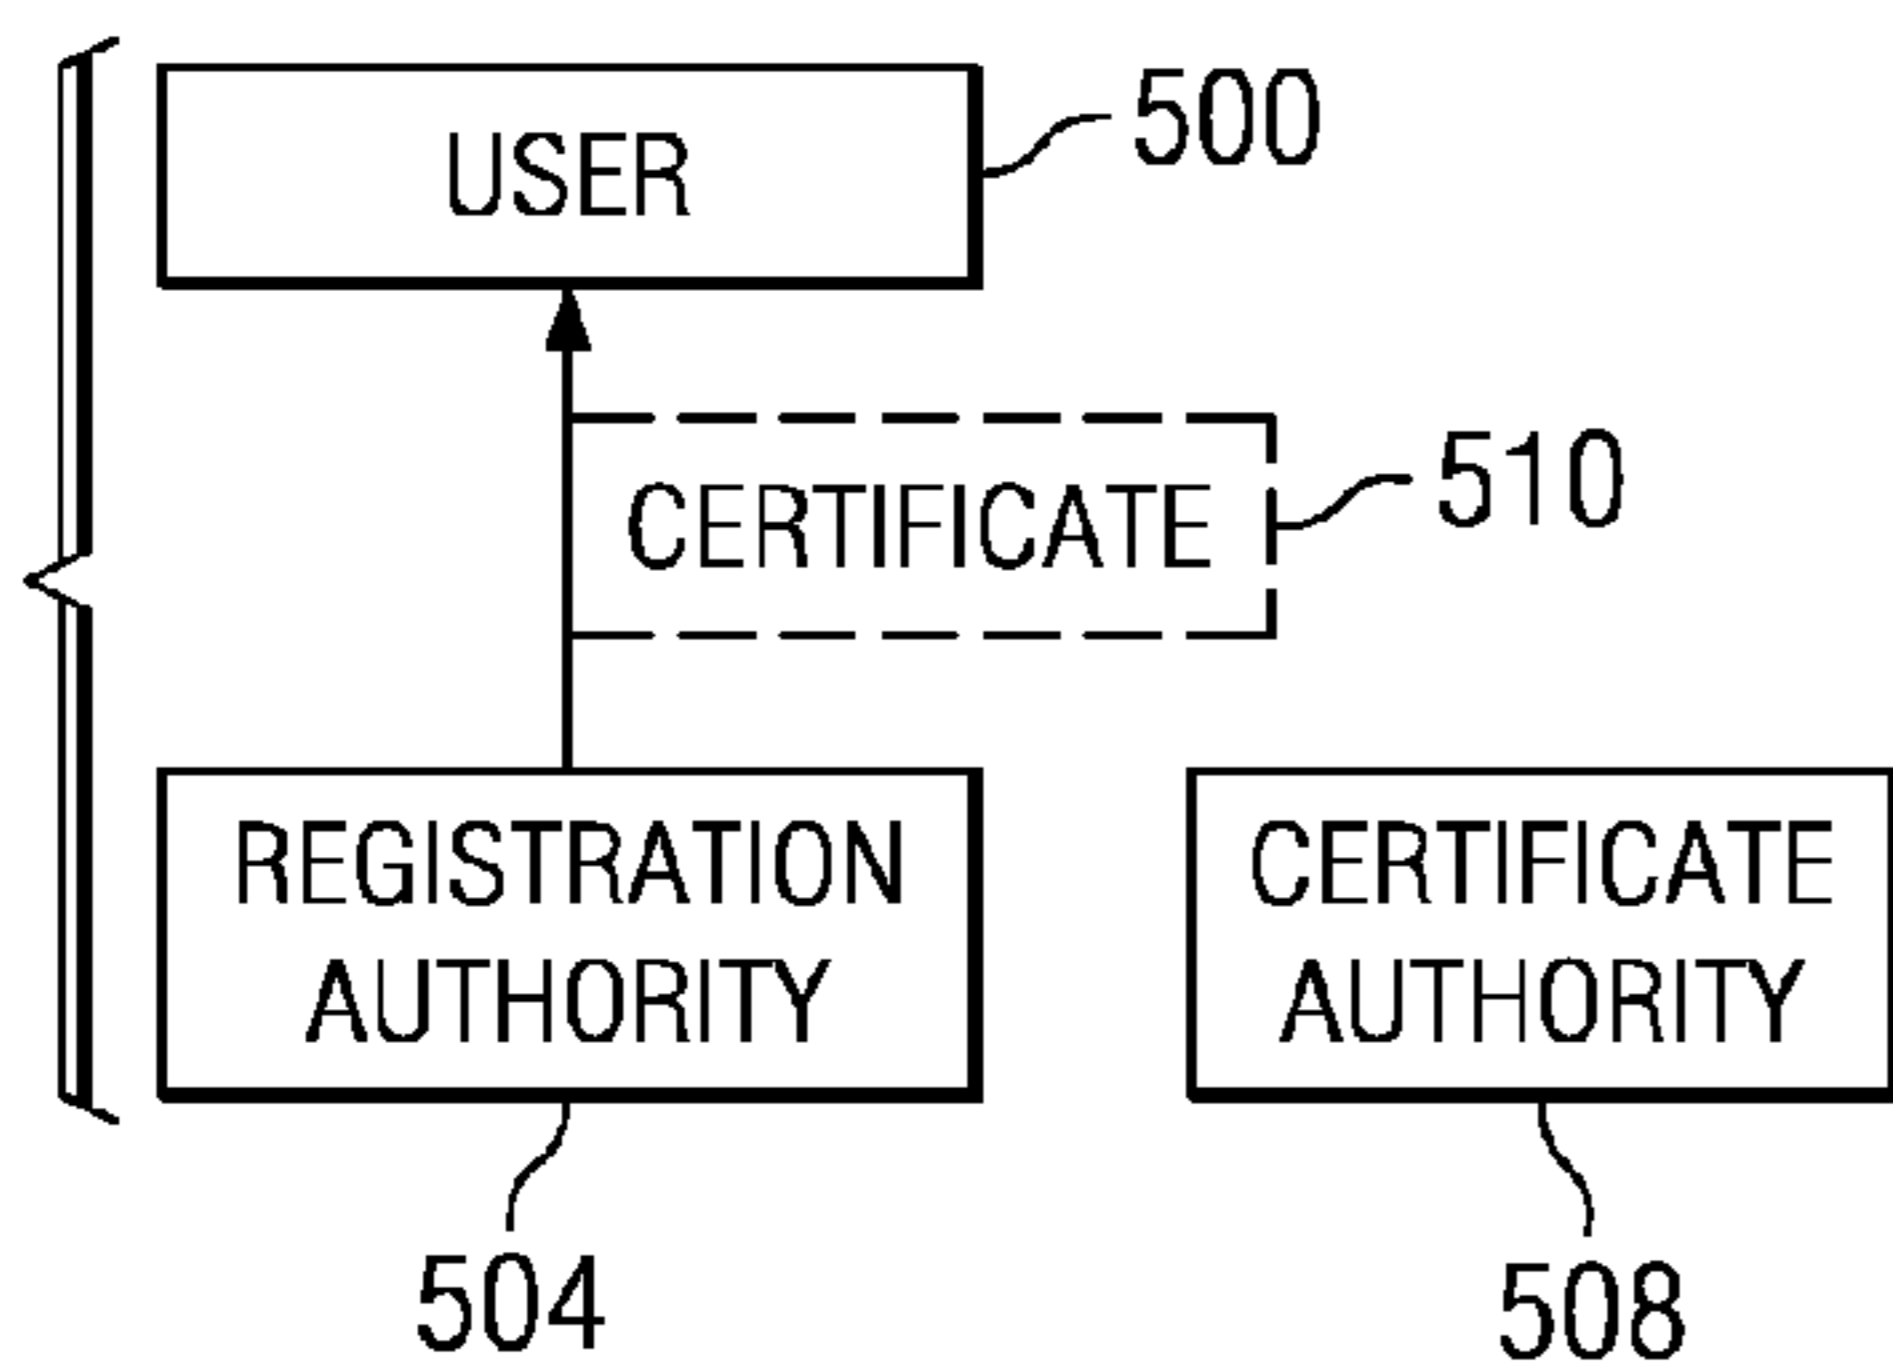 USER
500
CERTIFICATE
510
REGISTRATION
AUTHORITY
CERTIFICATE
AUTHORITY
504
508